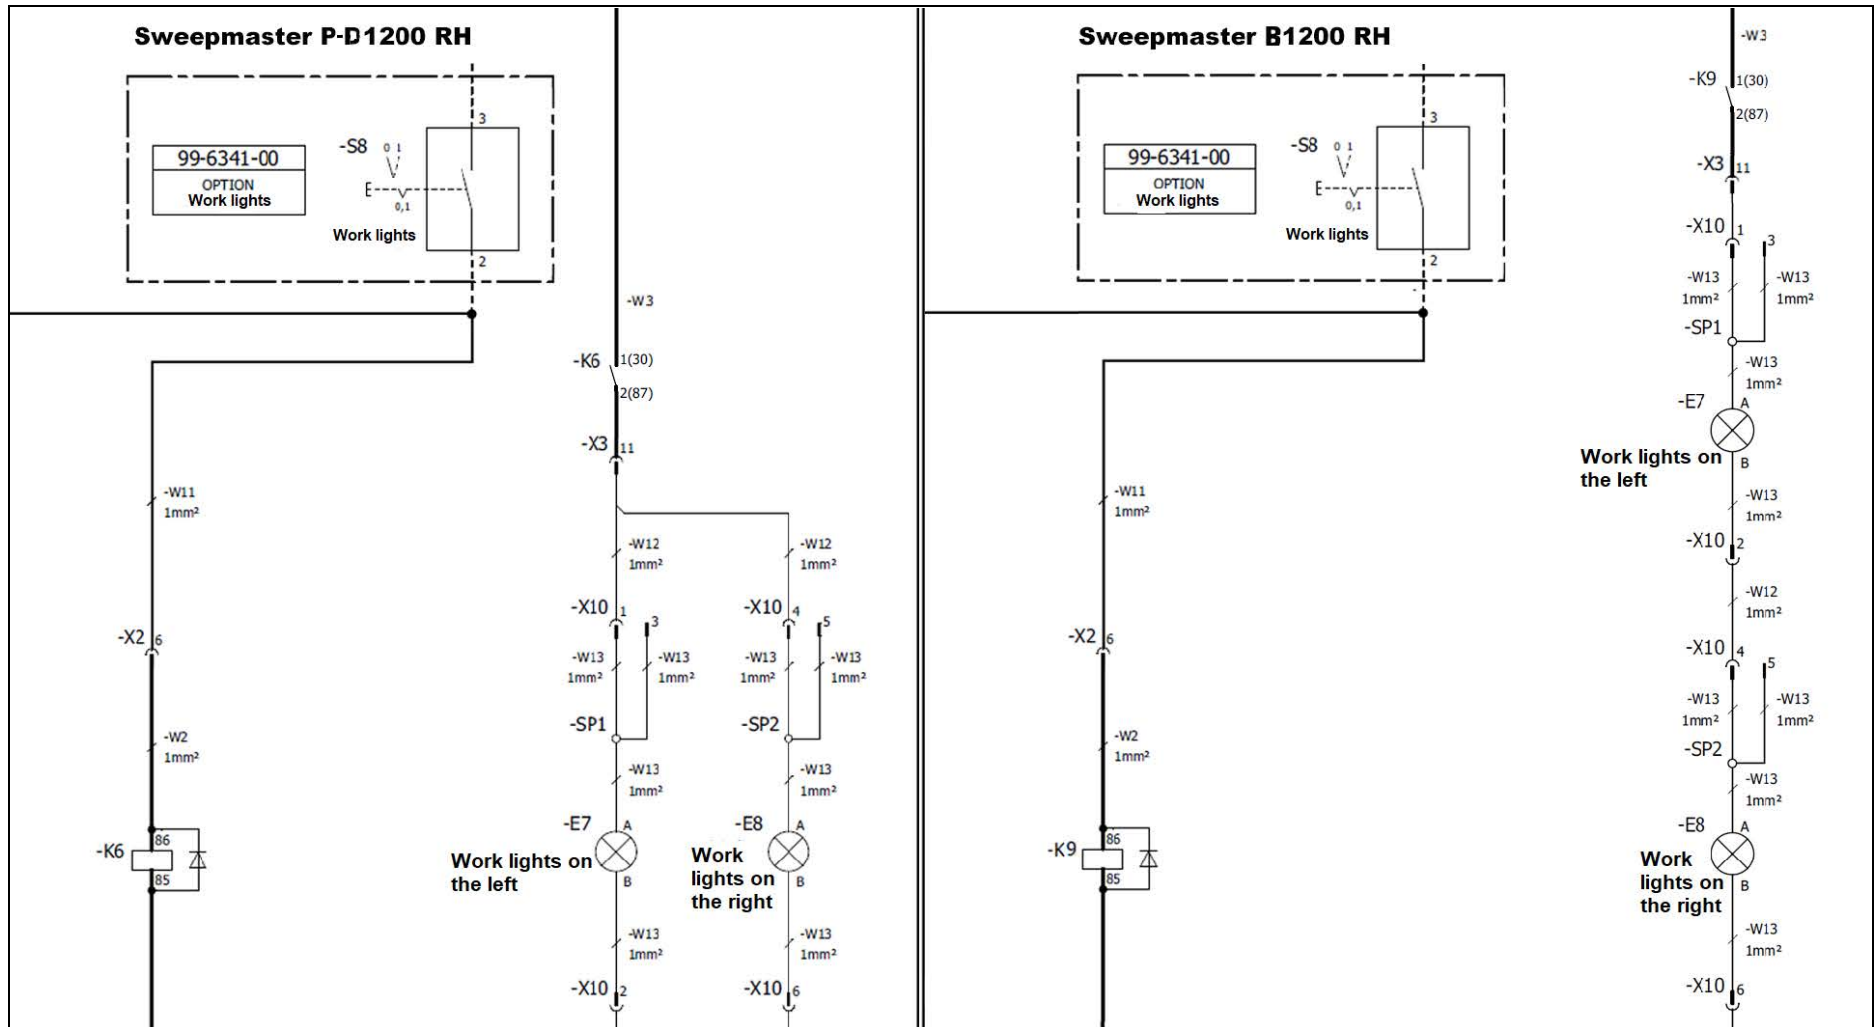 Sweepmaster P-D1200 RH
3
-S8
0 1
99-6341-00
OPTION
Work lights
E
0,1
Work lights
2
-W3
-K6
1(30)
2(87)
-X3
11
-W11
1mm²
-W12
1mm²
-W12
1mm²
-X10
1
3
-X10
4
5
-X2
6
-W13
1mm²
-W13
1mm²
-W13
1mm²
-W13
1mm²
-SP1
-SP2
-W2
1mm²
-W13
1mm²
-W13
1mm²
86
-K6
85
-E7
A
Work lights on
the left
B
-E8
A
Work
lights on
the right
B
-W13
1mm²
-W13
1mm²
-X10
2
-X10
6
Sweepmaster B1200 RH
3
-S8
0 1
99-6341-00
OPTION
Work lights
E
0,1
Work lights
2
-W3
-K9
1(30)
2(87)
-X3
11
-X10
1
3
-W13
1mm²
-W13
1mm²
-SP1
-W13
1mm²
-E7
A
Work lights on
the left
B
-W11
1mm²
-W13
1mm²
-X10
2
-W12
1mm²
-X2
6
-X10
4
5
-W13
1mm²
-W13
1mm²
-SP2
-W2
1mm²
-W13
1mm²
86
-K9
85
-E8
A
Work
lights on
the right
B
-W13
1mm²
-X10
6